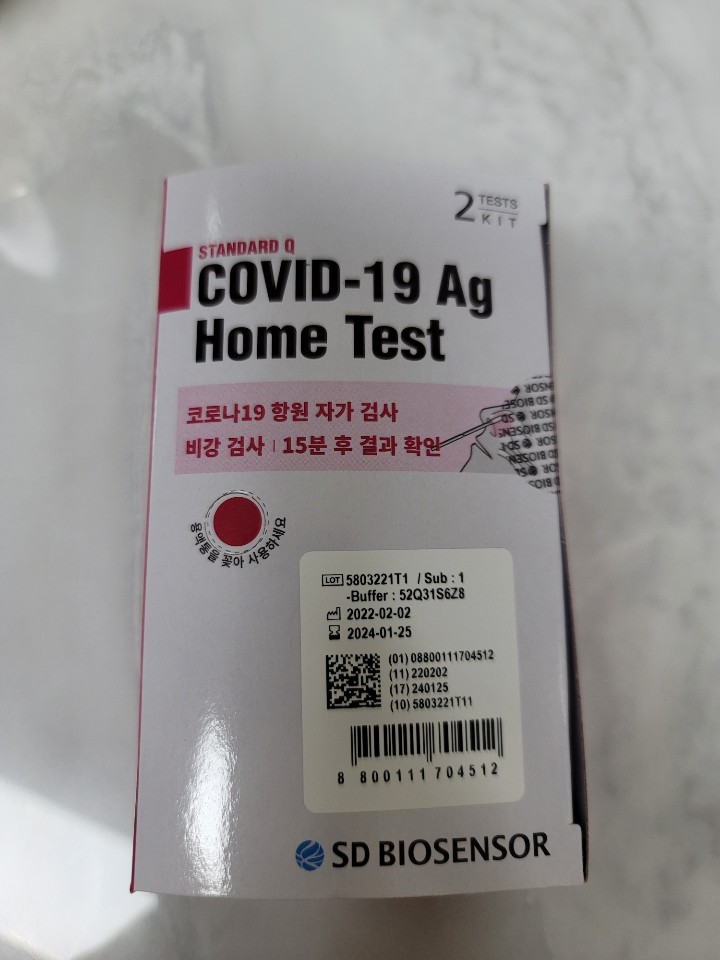 2 TESTS
KIT
STANDARD Q
COVID-19 Ag
Home Test
코로나19 항원 자가 검사
비강 검사 | 15분 후 결과 확인
용액통을 꽂아 사용하세요
LOT 5803221T1 / Sub : 1
-Buffer : 52Q31S6Z8
2022-02-02
2024-01-25
(01) 08800111704512
(11) 220202
(17) 240125
(10) 5803221T11
8 800111 704512
SD BIOSENSOR